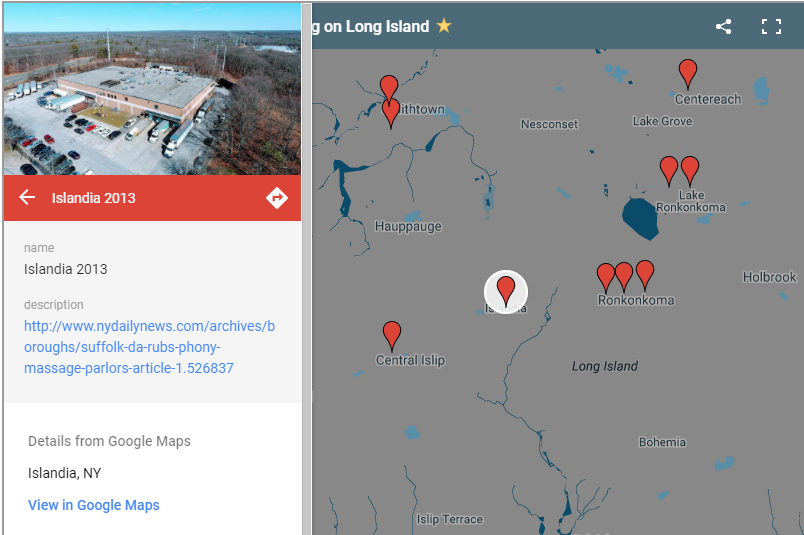 g on Long Island
Islandia 2013
name
Islandia 2013
description
http://www.nydailynews.com/archives/b
oroughs/suffolk-da-rubs-phony-
massage-parlors-article-1.526837
Details from Google Maps
Islandia, NY
View in Google Maps
ithtown
Centereach
Nesconset
Lake Grove
Lake
Ronkonkoma
Hauppauge
Holbrook
Ronkonkoma
Central Islip
Long Island
Bohemia
Islip Terrace